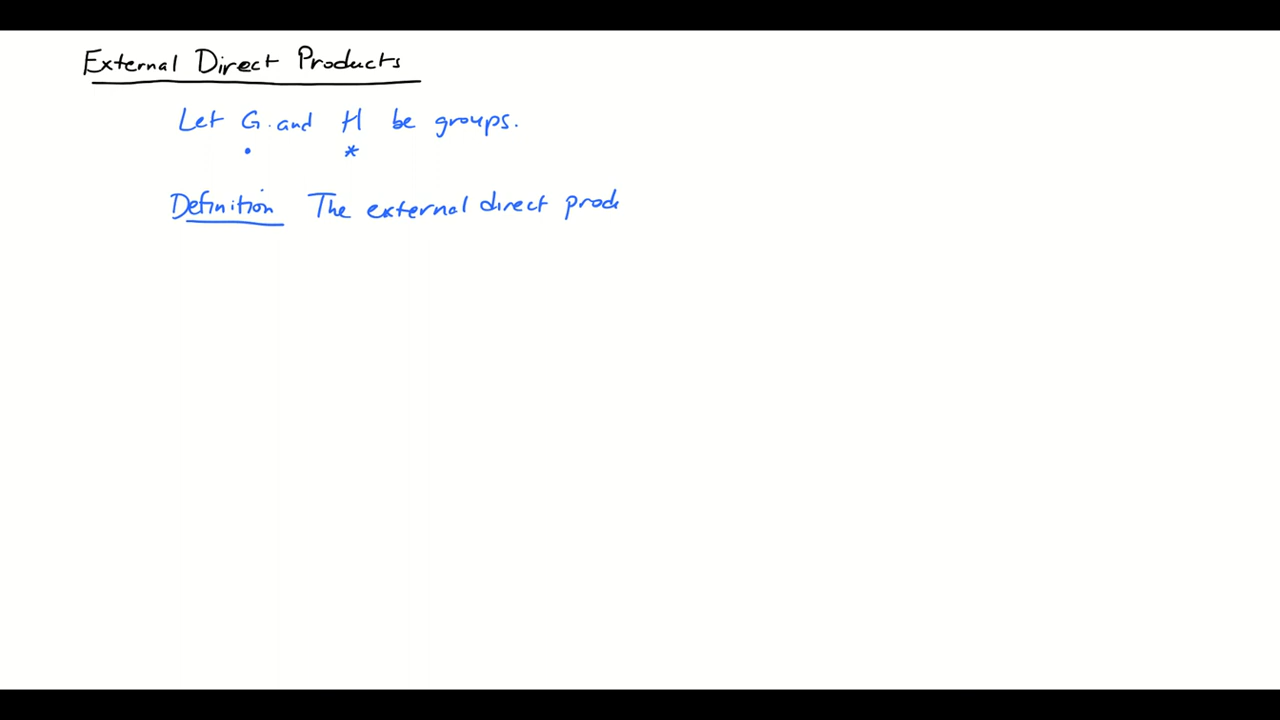 External Direct Products
Let G and H be groups.
· *
Definition The external direct prod